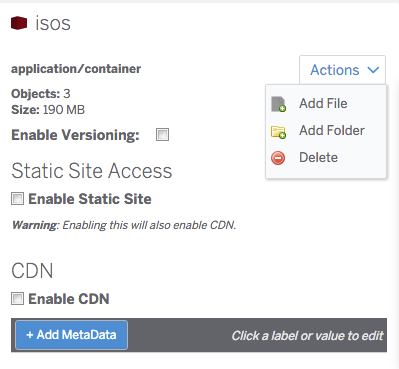 isos
application/container
Actions
Objects: 3
Size: 190 MB
Add File
Add Folder
Delete
Enable Versioning:
Static Site Access
Enable Static Site
Warning: Enabling this will also enable CDN.
CDN
Enable CDN
+ Add MetaData
Click a label or value to edit